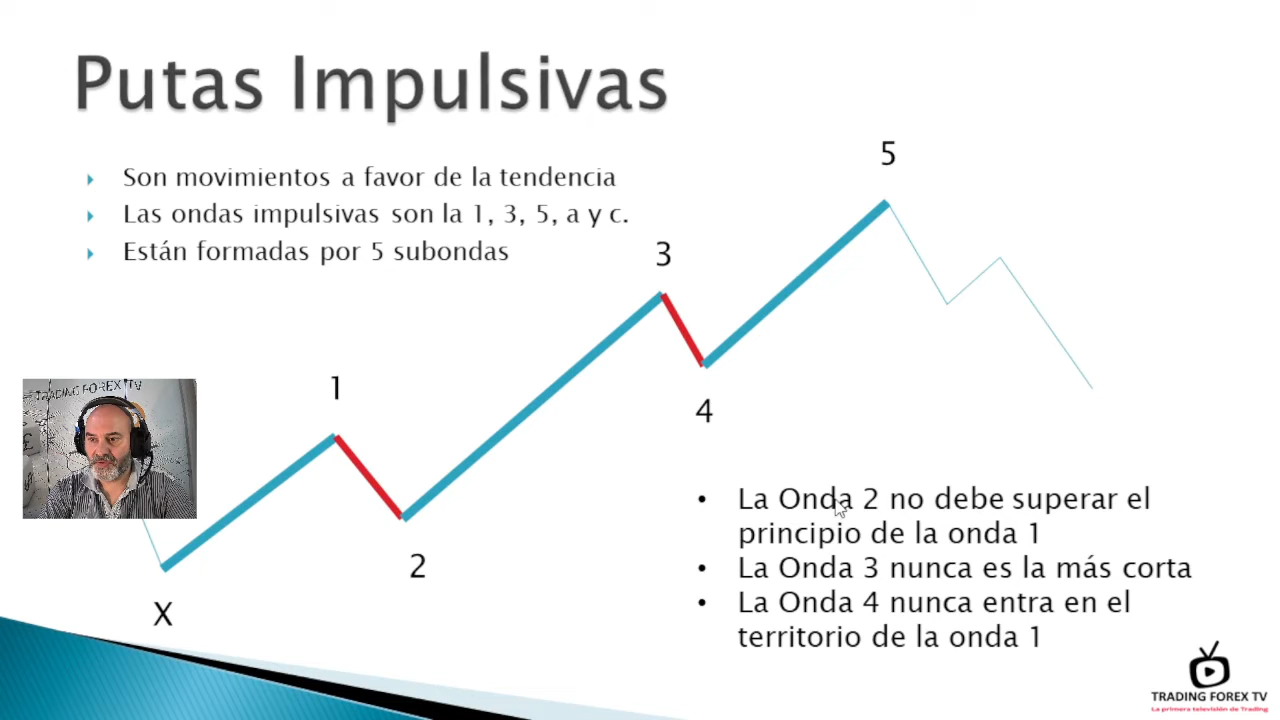 Putas Impulsivas
Son movimientos a favor de la tendencia
Las ondas impulsivas son la 1, 3, 5, a y c.
Están formadas por 5 subondas
5
3
1
4
2
X
TRADING FOREX TV
La Onda 2 no debe superar el
principio de la onda 1
La Onda 3 nunca es la más corta
La Onda 4 nunca entra en el
territorio de la onda 1
TRADING FOREX TV
La primera televisión de Trading